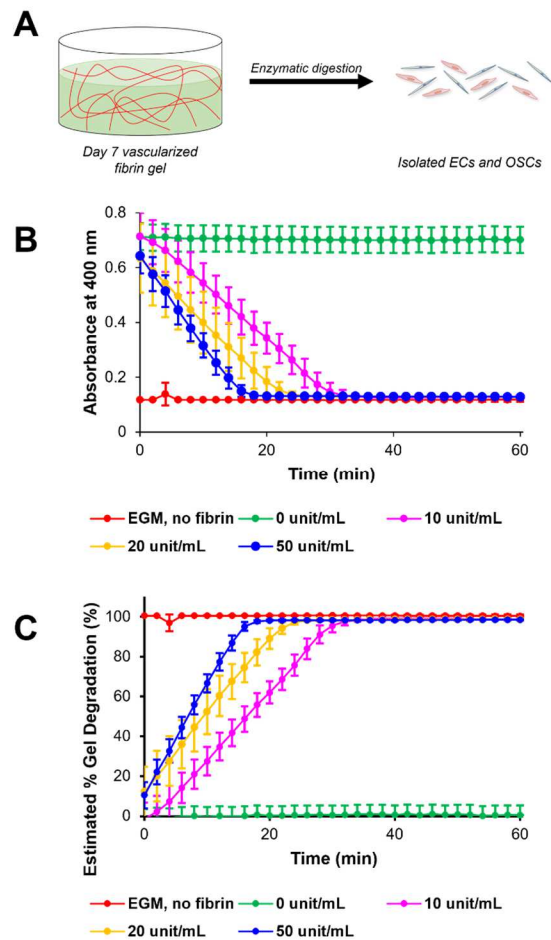 A
Enzymatic digestion
Day 7 vascularized
fibrin gel
Isolated ECs and OSCs
B
Absorbance at 400 nm
0.8
0.6
0.4
0.2
0
0 20 40 60
Time (min)
EGM, no fibrin 0 unit/mL 10 unit/mL
20 unit/mL 50 unit/mL
C
Estimated % Gel Degradation (%)
100
80
60
40
20
0
0 20 40 60
Time (min)
EGM, no fibrin 0 unit/mL 10 unit/mL
20 unit/mL 50 unit/mL